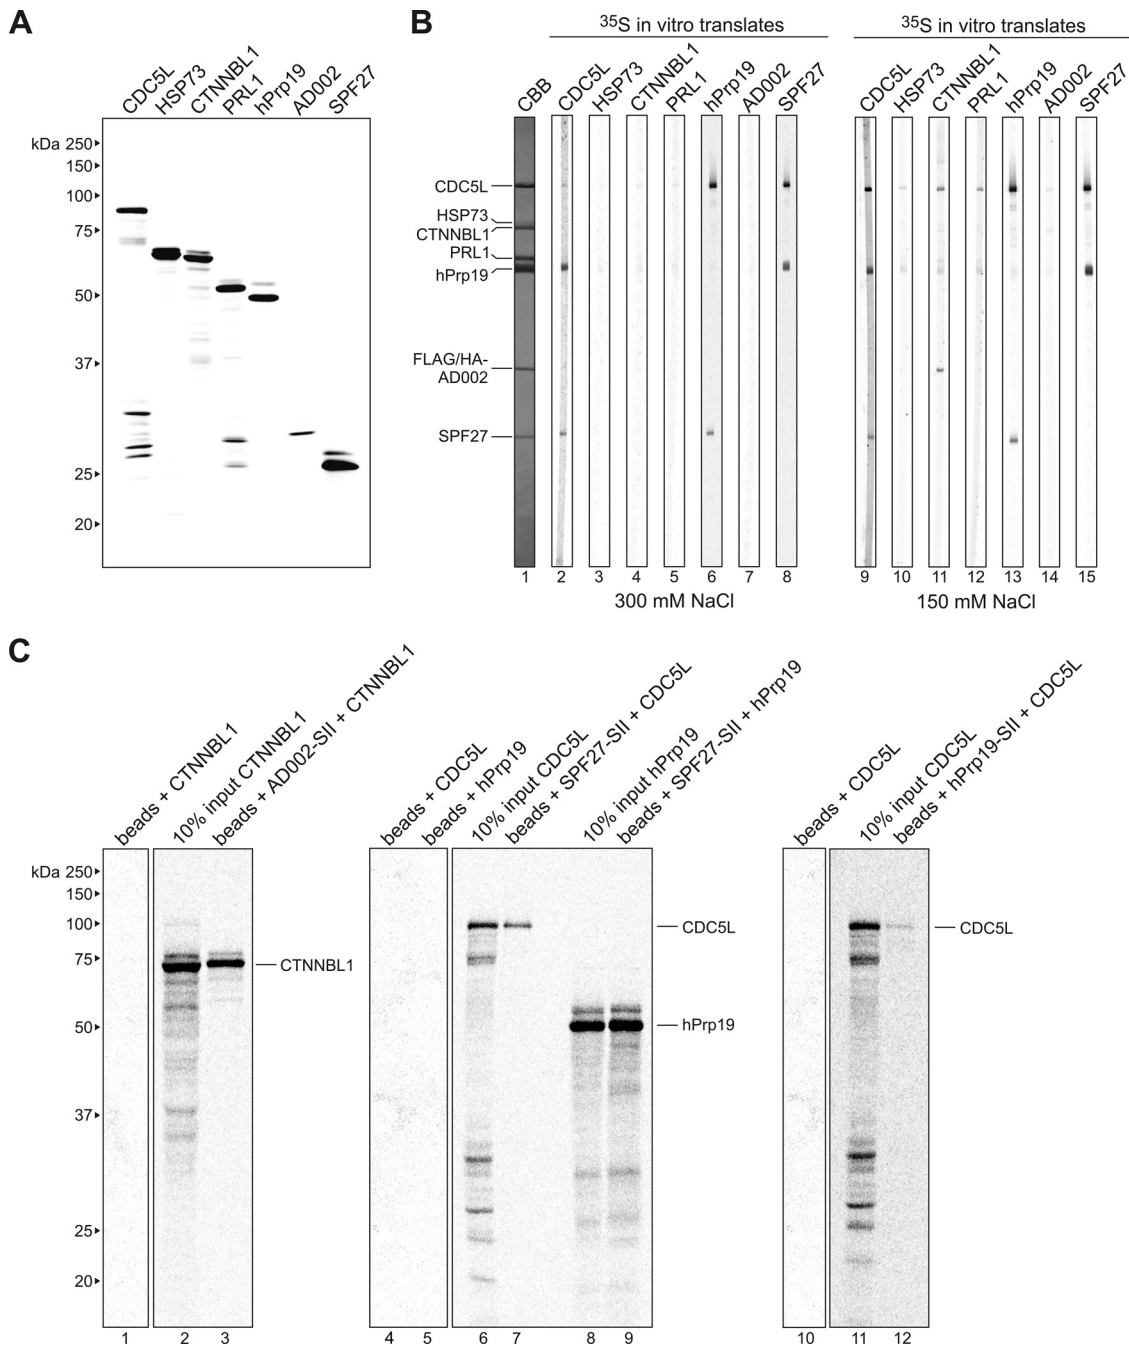 A
CDC5L
HSP73
CTNNBL1
PRL1
hPrp19
AD002
SPF27
kDa 250
150
100
75
50
37
25
20
B
35S in vitro translates
35S in vitro translates
CBB
CDC5L
HSP73
CTNNBL1
PRL1
hPrp19
AD002
SPF27
CDC5L
HSP73
CTNNBL1
PRL1
hPrp19
AD002
SPF27
CDC5L
HSP73
CTNNBL1
PRL1
hPrp19
FLAG/HA-
AD002
SPF27
1 2 3 4 5 6 7 8 9 10 11 12 13 14 15
300 mM NaCl
150 mM NaCl
C
beads + CTNNBL1
10% input CTNNBL1
beads + AD002-SII + CTNNBL1
beads + CDC5L
beads + hPrp19
10% input CDC5L
beads + SPF27-SII + CDC5L
10% input hPrp19
beads + SPF27-SII + hPrp19
beads + CDC5L
10% input CDC5L
beads + hPrp19-SII + CDC5L
kDa 250
150
100
75
50
37
25
20
CTNNBL1
CDC5L
hPrp19
CDC5L
1 2 3 4 5 6 7 8 9 10 11 12